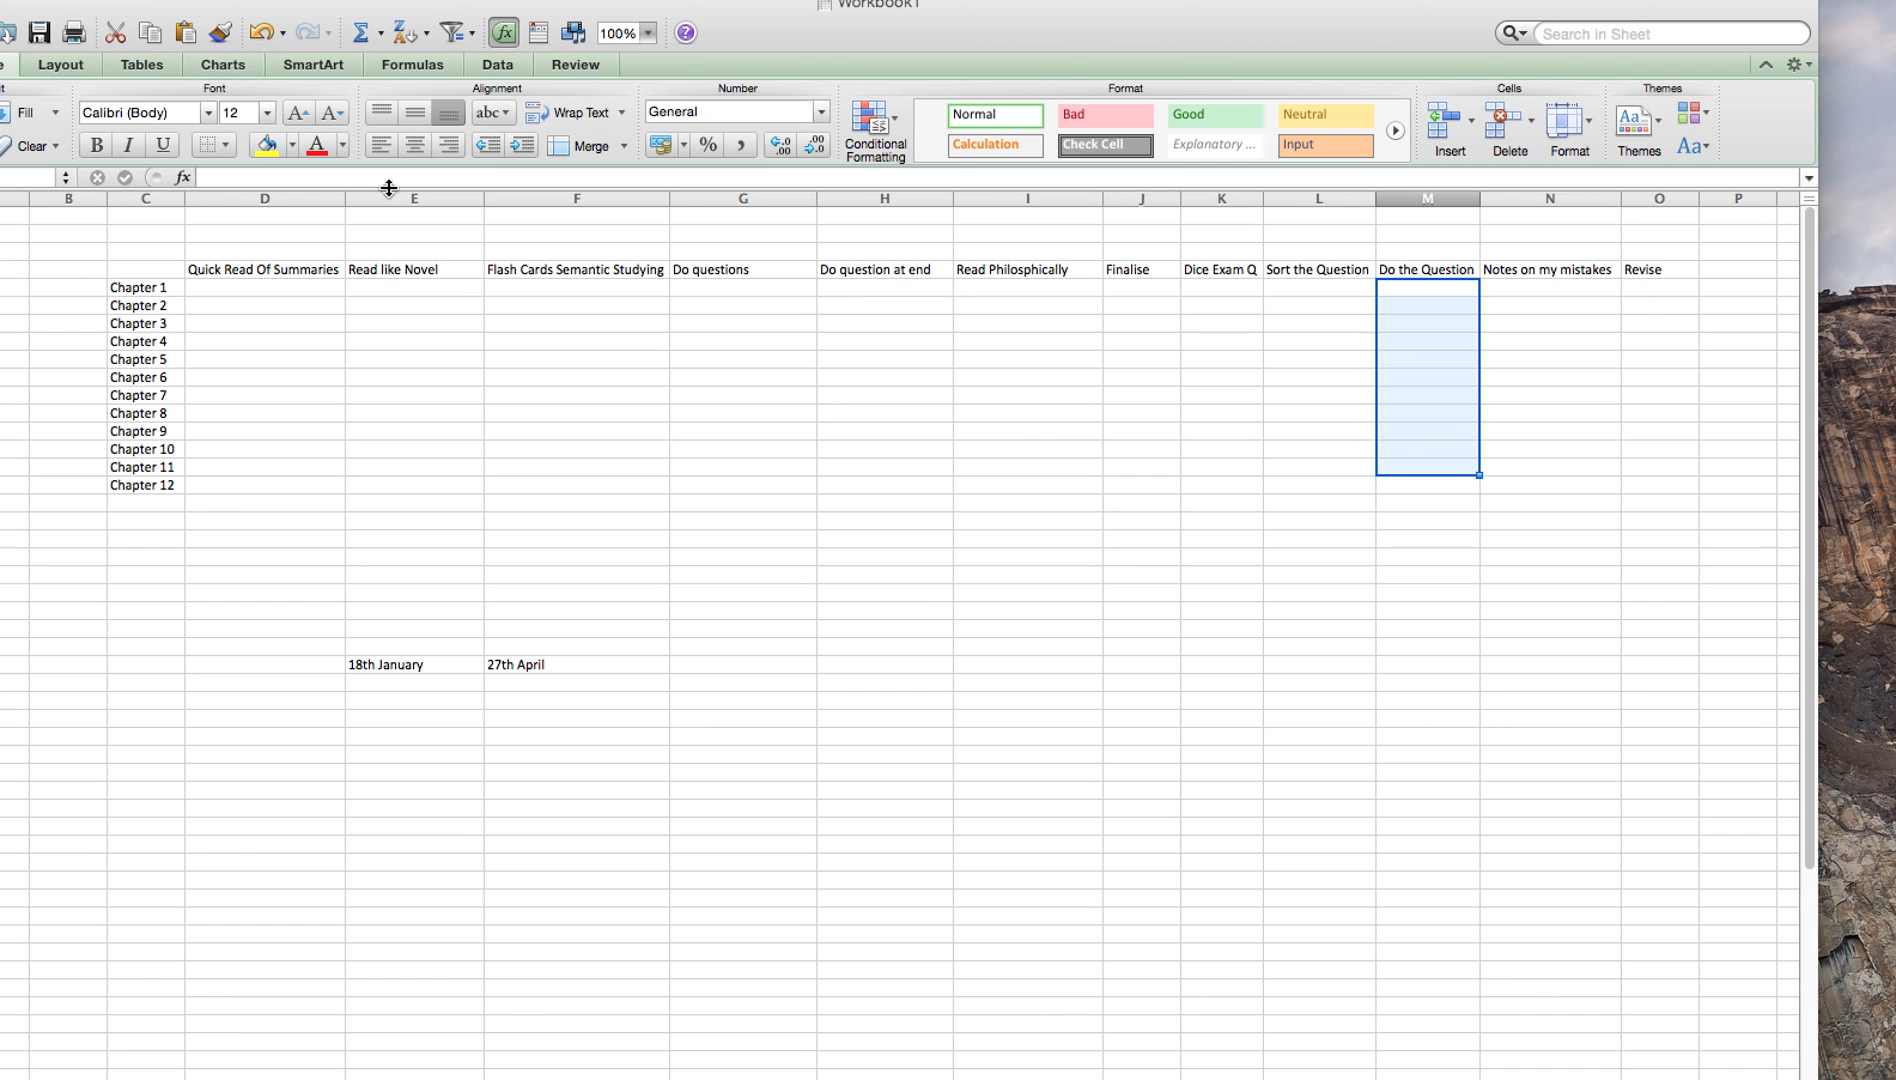 Workbook1
100%
Search in Sheet
Layout Tables Charts SmartArt Formulas Data Review
Font Alignment Number Format Cells Themes
Fill Calibri (Body) 12 abc Wrap Text General Normal Bad Good Neutral
Clear B I U A Merge % Conditional Formatting Calculation Check Cell Explanatory ... Input Insert Delete Format Themes Aa
fx
B C D E F G H I J K L M N O P
Quick Read Of Summaries Read like Novel Flash Cards Semantic Studying Do questions Do question at end Read Philosphically Finalise Dice Exam Q Sort the Question Do the Question Notes on my mistakes Revise
Chapter 1
Chapter 2
Chapter 3
Chapter 4
Chapter 5
Chapter 6
Chapter 7
Chapter 8
Chapter 9
Chapter 10
Chapter 11
Chapter 12
18th January 27th April